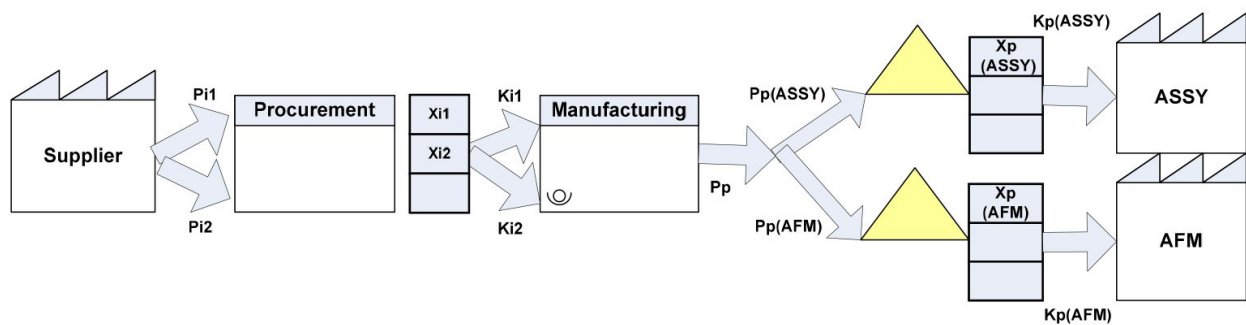 Supplier
Pi1
Pi2
Procurement
Xi1
Xi2
Ki1
Ki2
Manufacturing
Pp
Pp(ASSY)
Pp(AFM)
Xp
(ASSY)
Kp(ASSY)
ASSY
Xp
(AFM)
Kp(AFM)
AFM